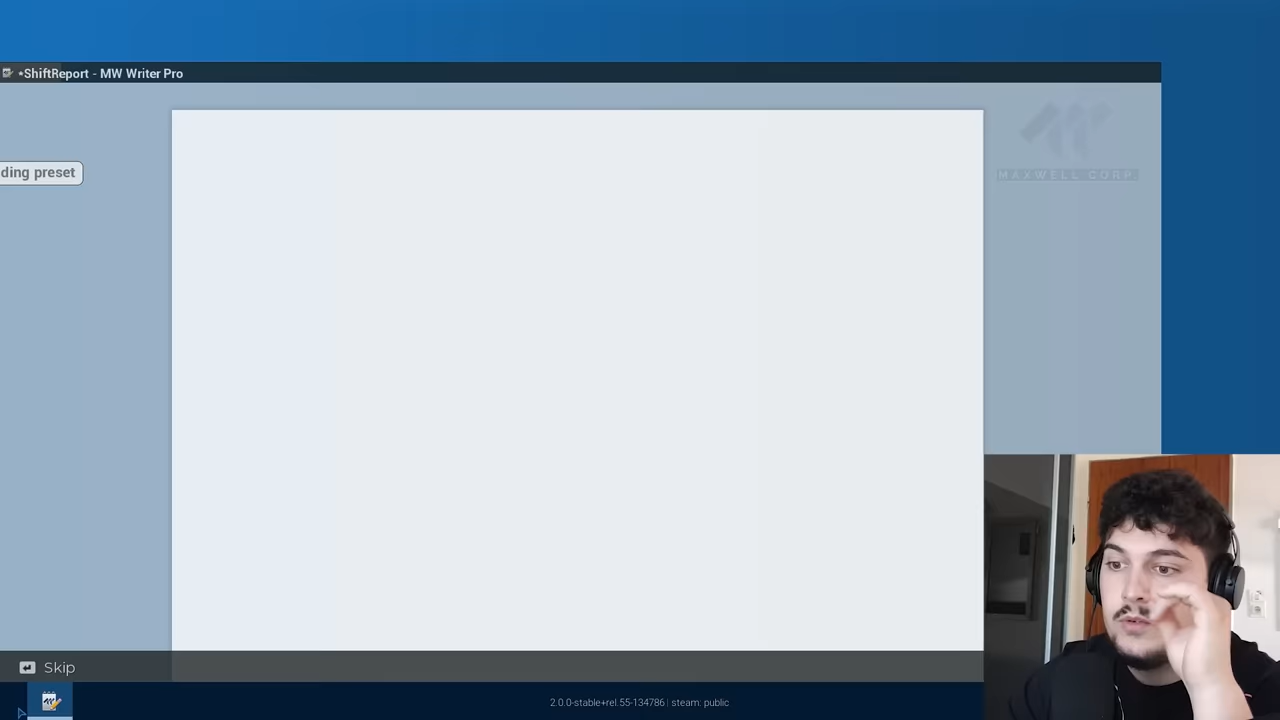 *ShiftReport - MW Writer Pro
MAXWELL CORP.
ding preset
Skip
2.0.0-stable+rel.55-134786 | steam: public